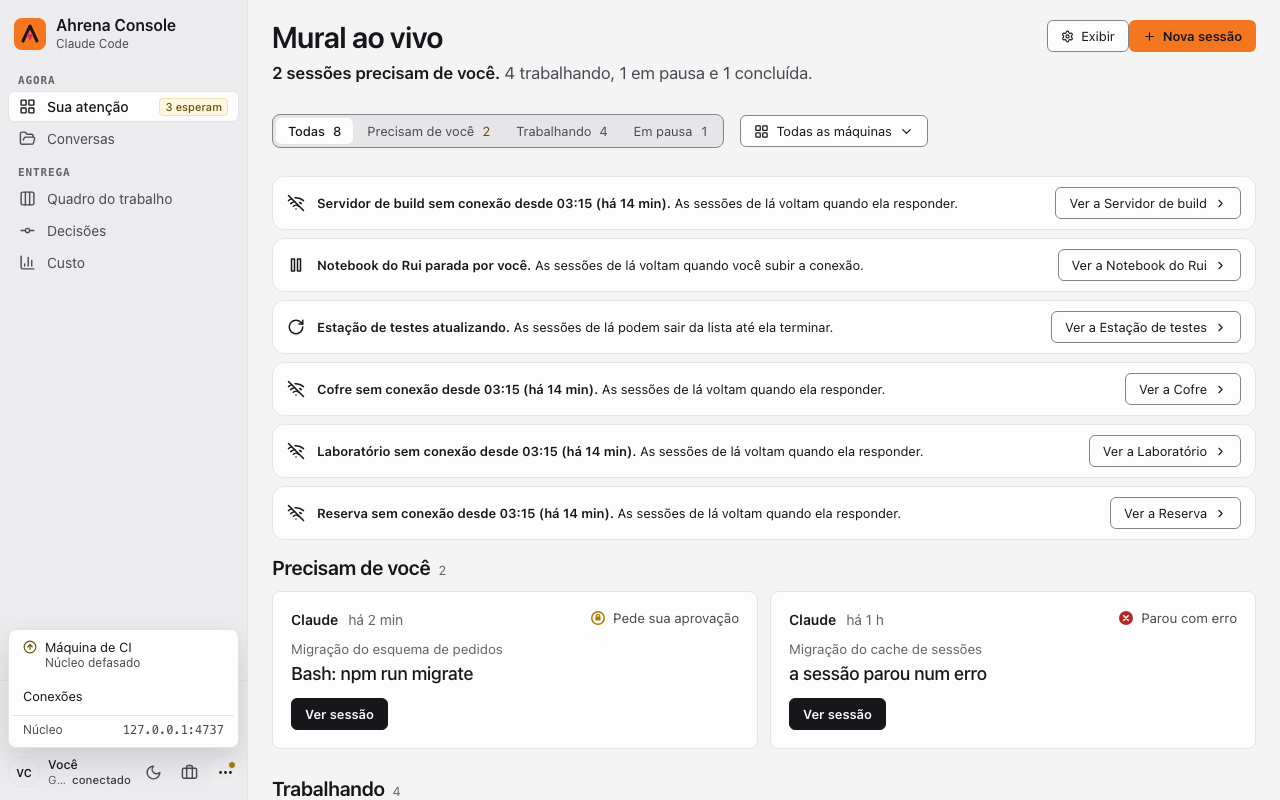 Ahrena Console
Claude Code
AGORA
Sua atenção 3 esperam
Conversas
ENTREGA
Quadro do trabalho
Decisões
Custo
Máquina de CI
Núcleo defasado
Conexões
Núcleo 127.0.0.1:4737
VC Você
G... conectado
Mural ao vivo
Exibir
Nova sessão
2 sessões precisam de você. 4 trabalhando, 1 em pausa e 1 concluída.
Todas 8 Precisam de você 2 Trabalhando 4 Em pausa 1 Todas as máquinas
Servidor de build sem conexão desde 03:15 (há 14 min). As sessões de lá voltam quando ela responder. Ver a Servidor de build
Notebook do Rui parada por você. As sessões de lá voltam quando você subir a conexão. Ver a Notebook do Rui
Estação de testes atualizando. As sessões de lá podem sair da lista até ela terminar. Ver a Estação de testes
Cofre sem conexão desde 03:15 (há 14 min). As sessões de lá voltam quando ela responder. Ver a Cofre
Laboratório sem conexão desde 03:15 (há 14 min). As sessões de lá voltam quando ela responder. Ver a Laboratório
Reserva sem conexão desde 03:15 (há 14 min). As sessões de lá voltam quando ela responder. Ver a Reserva
Precisam de você 2
Claude há 2 min Pede sua aprovação
Migração do esquema de pedidos
Bash: npm run migrate
Ver sessão
Claude há 1 h Parou com erro
Migração do cache de sessões
a sessão parou num erro
Ver sessão
Trabalhando 4